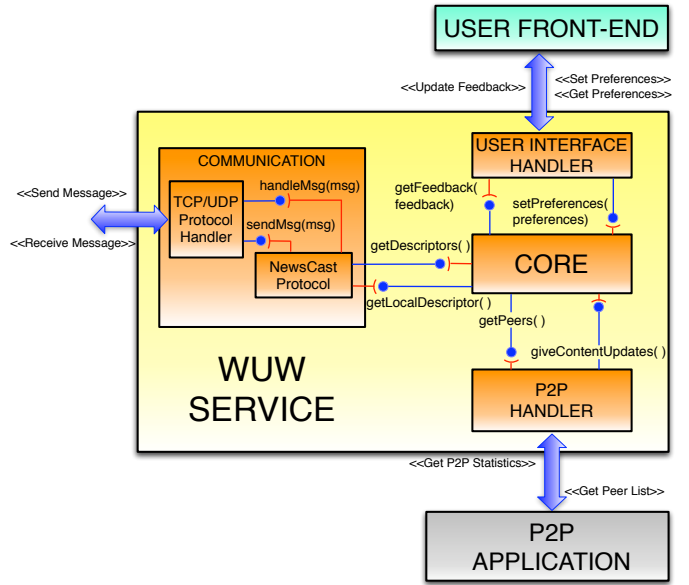 USER FRONT-END
<<Update Feedback>>
<<Set Preferences>>
<<Get Preferences>>
USER INTERFACE
HANDLER
COMMUNICATION
TCP/UDP
Protocol
Handler
handleMsg(msg)
sendMsg(msg)
NewsCast
Protocol
<<Send Message>>
<<Receive Message>>
getFeedback(
feedback)
setPreferences(
preferences)
getDescriptors( )
CORE
getLocalDescriptor( )
getPeers( )
giveContentUpdates( )
WUW
SERVICE
P2P
HANDLER
<<Get P2P Statistics>>
<<Get Peer List>>
P2P
APPLICATION